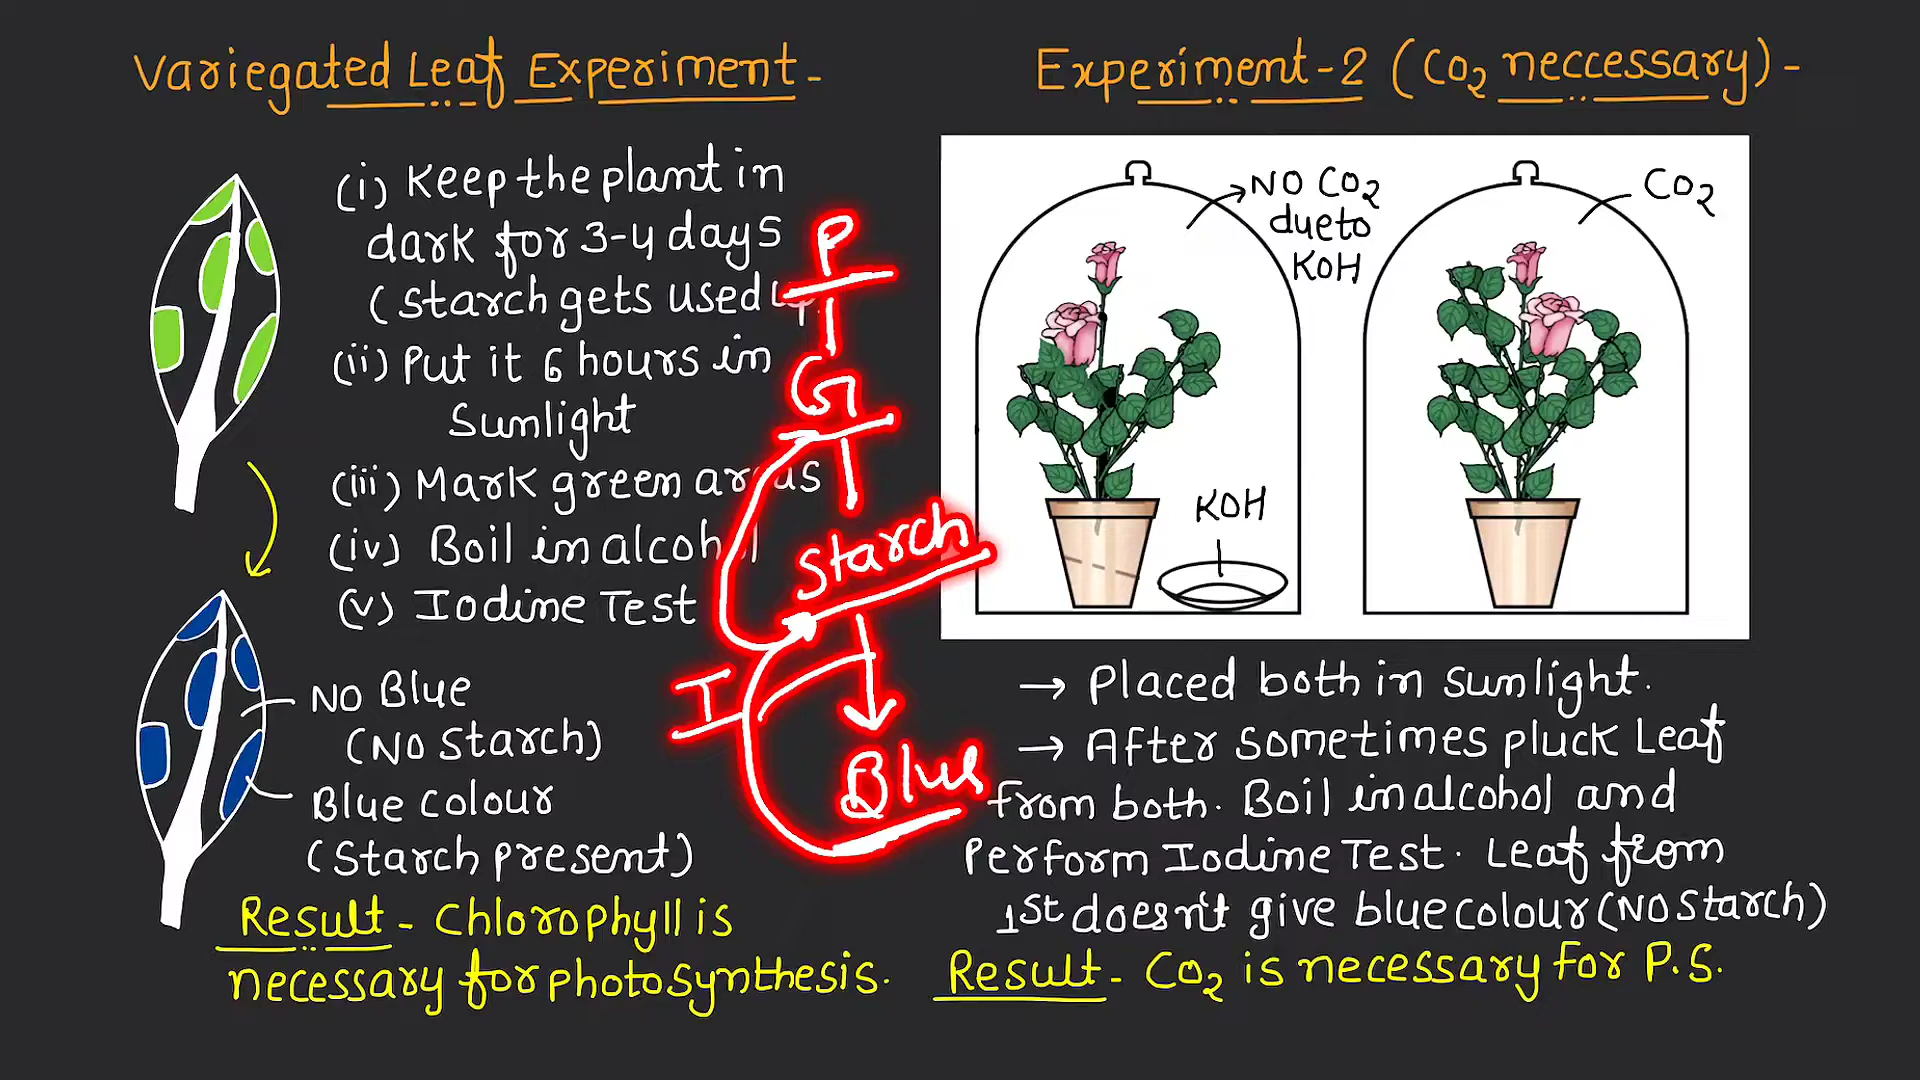 Variegated Leaf Experiment -
(i) Keep the plant in
dark for 3-4 days
(starch gets used
(ii) Put it 6 hours in
Sunlight
(iii) Mark green areas
(iv) Boil in alcohol
(v) Iodine Test
NO Blue
(NO Starch)
Blue colour
(Starch present)
Result - Chlorophyll is
necessary for photosynthesis.
P
G
Starch
I
Blue
Experiment-2 (CO2 neccessary) -
NO CO2
due to
KOH
KOH
CO2
→ Placed both in sunlight.
→ After sometimes pluck Leaf
from both. Boil in alcohol and
Perform Iodine Test. Leaf from
1st doesn't give blue colour (NO Starch)
Result - CO2 is necessary for P.S.